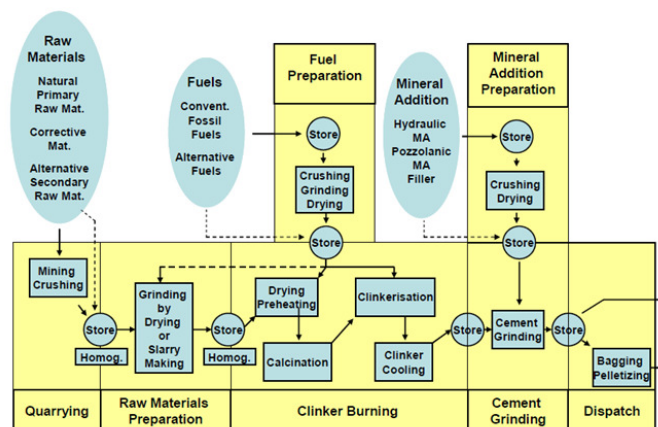 Raw
Materials
Natural
Primary
Raw Mat.
Corrective
Mat.
Alternative
Secondary
Raw Mat.
Fuels
Convent.
Fossil
Fuels
Alternative
Fuels
Fuel
Preparation
Store
Crushing
Grinding
Drying
Store
Mineral
Addition
Hydraulic
MA
Pozzolanic
MA
Filler
Mineral
Addition
Preparation
Store
Crushing
Drying
Store
Mining
Crushing
Store
Homog.
Grinding
by
Drying
or
Slarry
Making
Store
Homog.
Drying
Preheating
Calcination
Clinkerisation
Clinker
Cooling
Store
Cement
Grinding
Store
Bagging
Pelletizing
Quarrying
Raw Materials
Preparation
Clinker Burning
Cement
Grinding
Dispatch